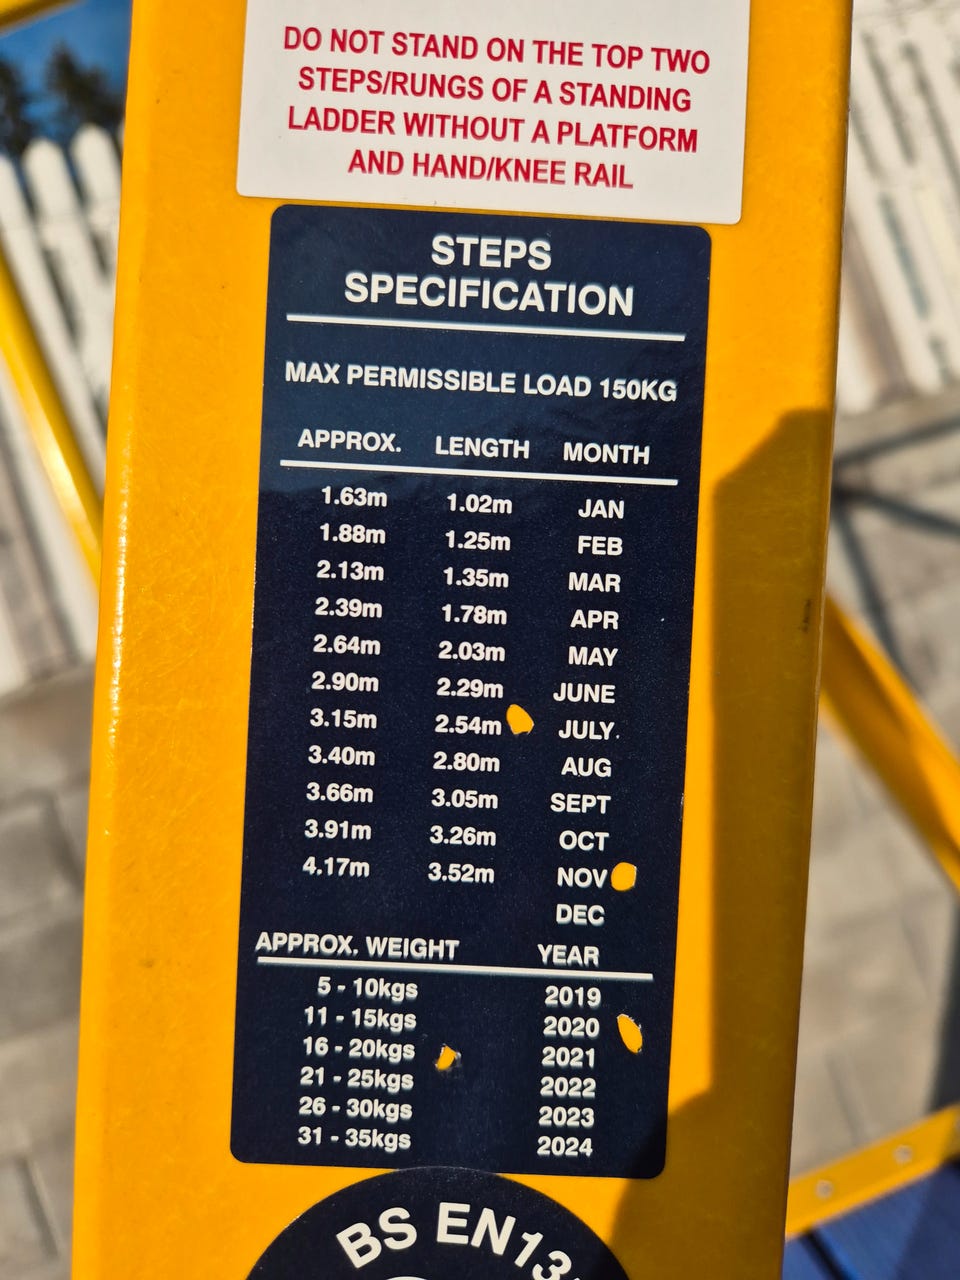 DO NOT STAND ON THE TOP TWO
STEPS/RUNGS OF A STANDING
LADDER WITHOUT A PLATFORM
AND HAND/KNEE RAIL
STEPS
SPECIFICATION
MAX PERMISSIBLE LOAD 150KG
APPROX. LENGTH MONTH
1.63m 1.02m JAN
1.88m 1.25m FEB
2.13m 1.35m MAR
2.39m 1.78m APR
2.64m 2.03m MAY
2.90m 2.29m JUNE
3.15m 2.54m JULY.
3.40m 2.80m AUG
3.66m 3.05m SEPT
3.91m 3.26m OCT
4.17m 3.52m NOV
DEC
APPROX. WEIGHT YEAR
5 - 10kgs 2019
11 - 15kgs 2020
16 - 20kgs 2021
21 - 25kgs 2022
26 - 30kgs 2023
31 - 35kgs 2024
BS EN13